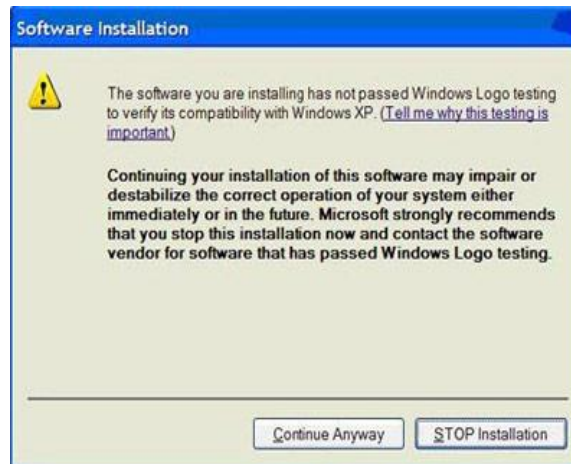 Software Installation
The software you are installing has not passed Windows Logo testing
to verify its compatibility with Windows XP. (Tell me why this testing is
important.)
Continuing your installation of this software may impair or
destabilize the correct operation of your system either
immediately or in the future. Microsoft strongly recommends
that you stop this installation now and contact the software
vendor for software that has passed Windows Logo testing.
Continue Anyway
STOP Installation